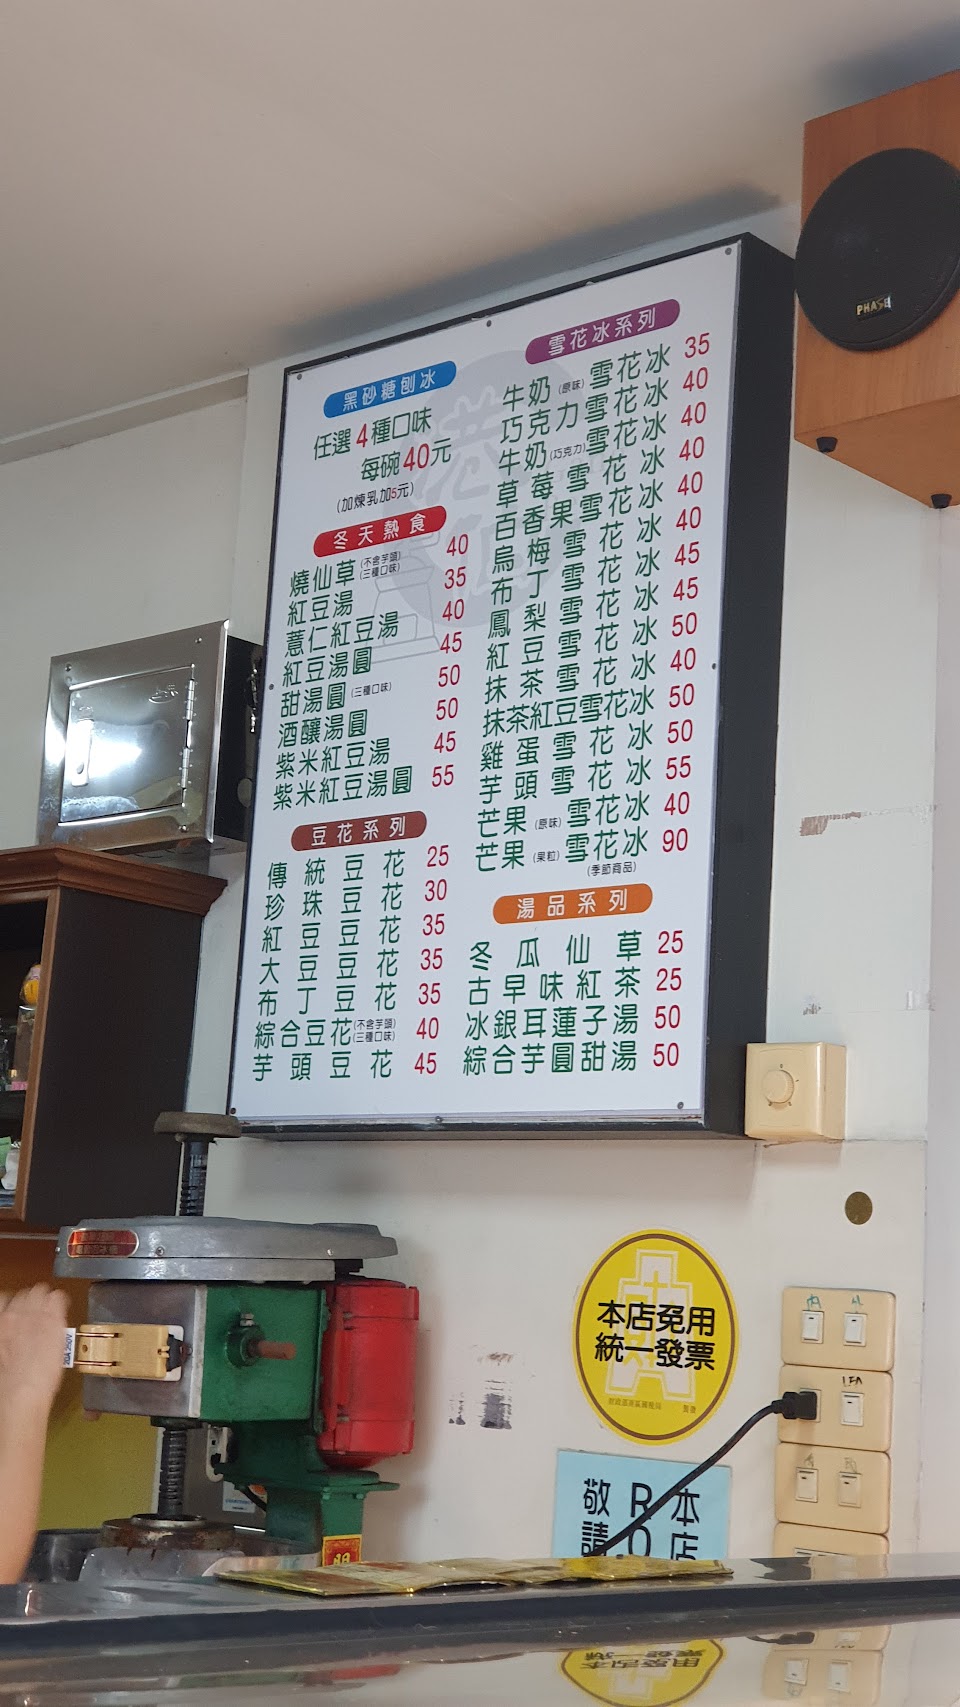 黑砂糖刨冰
任選4種口味
每碗40元
(加煉乳加5元)
冬天熱食
燒仙草(不含芋頭)(三種口味) 40
紅豆湯 35
薏仁紅豆湯 40
紅豆湯圓 45
甜湯圓(三種口味) 50
酒釀湯圓 50
紫米紅豆湯 45
紫米紅豆湯圓 55
豆花系列
傳統豆花 25
珍珠豆花 30
紅豆豆花 35
大豆豆花 35
布丁豆花 35
綜合豆花(不含芋頭)(三種口味) 40
芋頭豆花 45
雪花冰系列
牛奶(原味)雪花冰 35
巧克力雪花冰 40
牛奶(巧克力)雪花冰 40
草莓雪花冰 40
百香果雪花冰 40
烏梅雪花冰 40
布丁雪花冰 45
鳳梨雪花冰 45
紅豆雪花冰 50
抹茶雪花冰 40
抹茶紅豆雪花冰 50
雞蛋雪花冰 50
芋頭雪花冰 55
芒果(原味)雪花冰 40
芒果(果粒)雪花冰 90
(季節商品)
湯品系列
冬瓜仙草 25
古早味紅茶 25
冰銀耳蓮子湯 50
綜合芋圓甜湯 50
PHASE
本店免用
統一發票
本店
RO
敬請